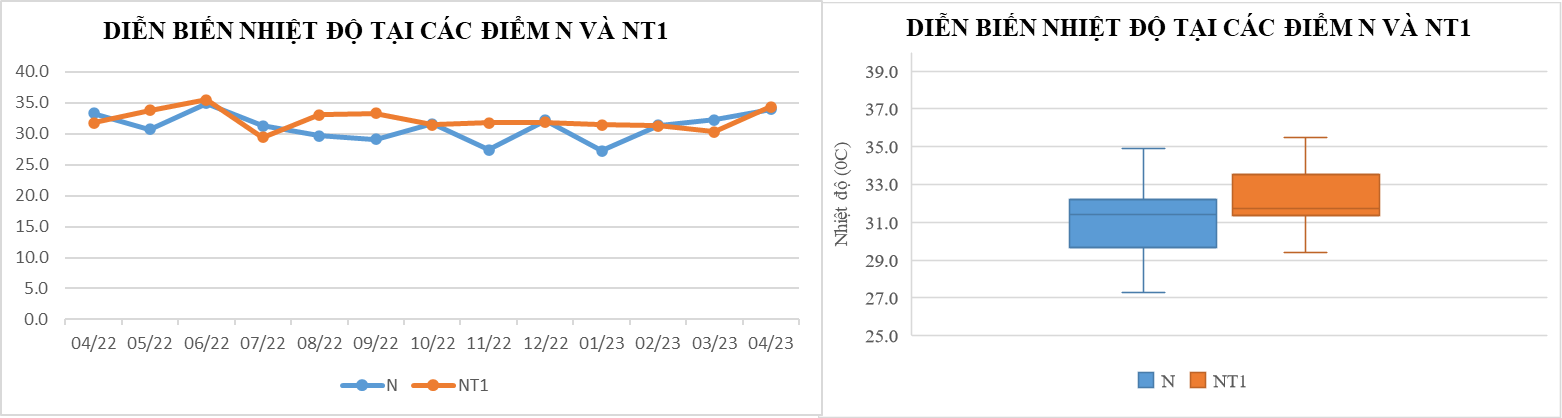 DIỄN BIẾN NHIỆT ĐỘ TẠI CÁC ĐIỂM N VÀ NT1
40.0
35.0
30.0
25.0
20.0
15.0
10.0
5.0
0.0
04/22 05/22 06/22 07/22 08/22 09/22 10/22 11/22 12/22 01/23 02/23 03/23 04/23
N NT1
DIỄN BIẾN NHIỆT ĐỘ TẠI CÁC ĐIỂM N VÀ NT1
Nhiệt độ (0C)
39.0
37.0
35.0
33.0
31.0
29.0
27.0
25.0
N NT1